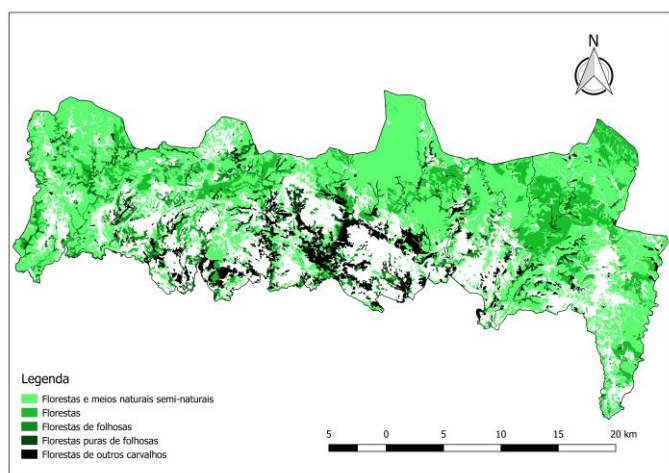 N
Legenda
Florestas e meios naturais semi-naturais
Florestas
Florestas de folhosas
Florestas puras de folhosas
Florestas de outros carvalhos
5 0 5 10 15 20 km